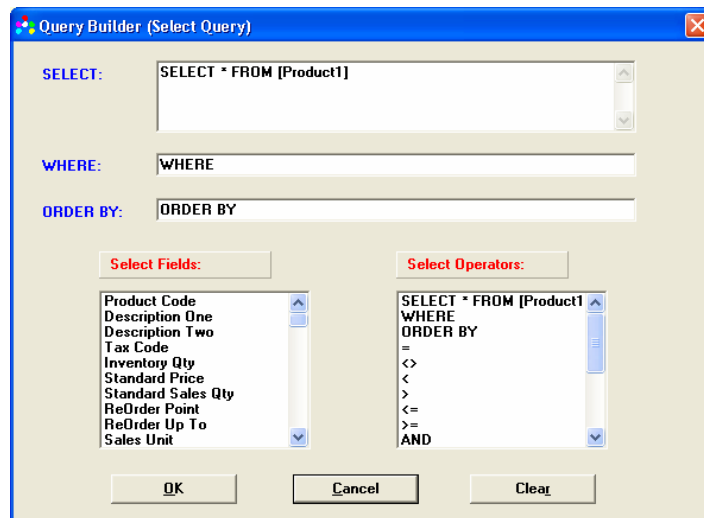 Query Builder (Select Query)
SELECT: SELECT * FROM [Product1]
WHERE: WHERE
ORDER BY: ORDER BY
Select Fields:
Product Code
Description One
Description Two
Tax Code
Inventory Qty
Standard Price
Standard Sales Qty
ReOrder Point
ReOrder Up To
Sales Unit
Select Operators:
SELECT * FROM [Product1
WHERE
ORDER BY
=
<>
<
>
<=
>=
AND
OK
Cancel
Clear